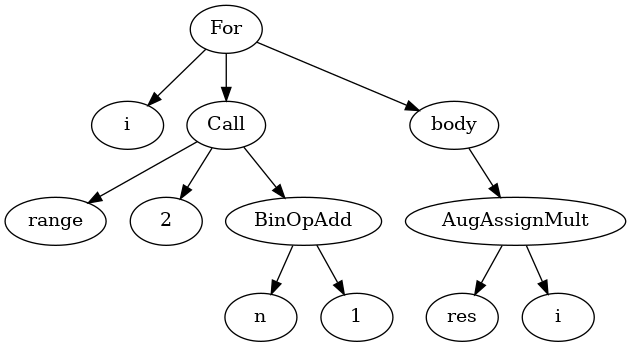 For
i
Call
body
range
2
BinOpAdd
AugAssignMult
n
1
res
i